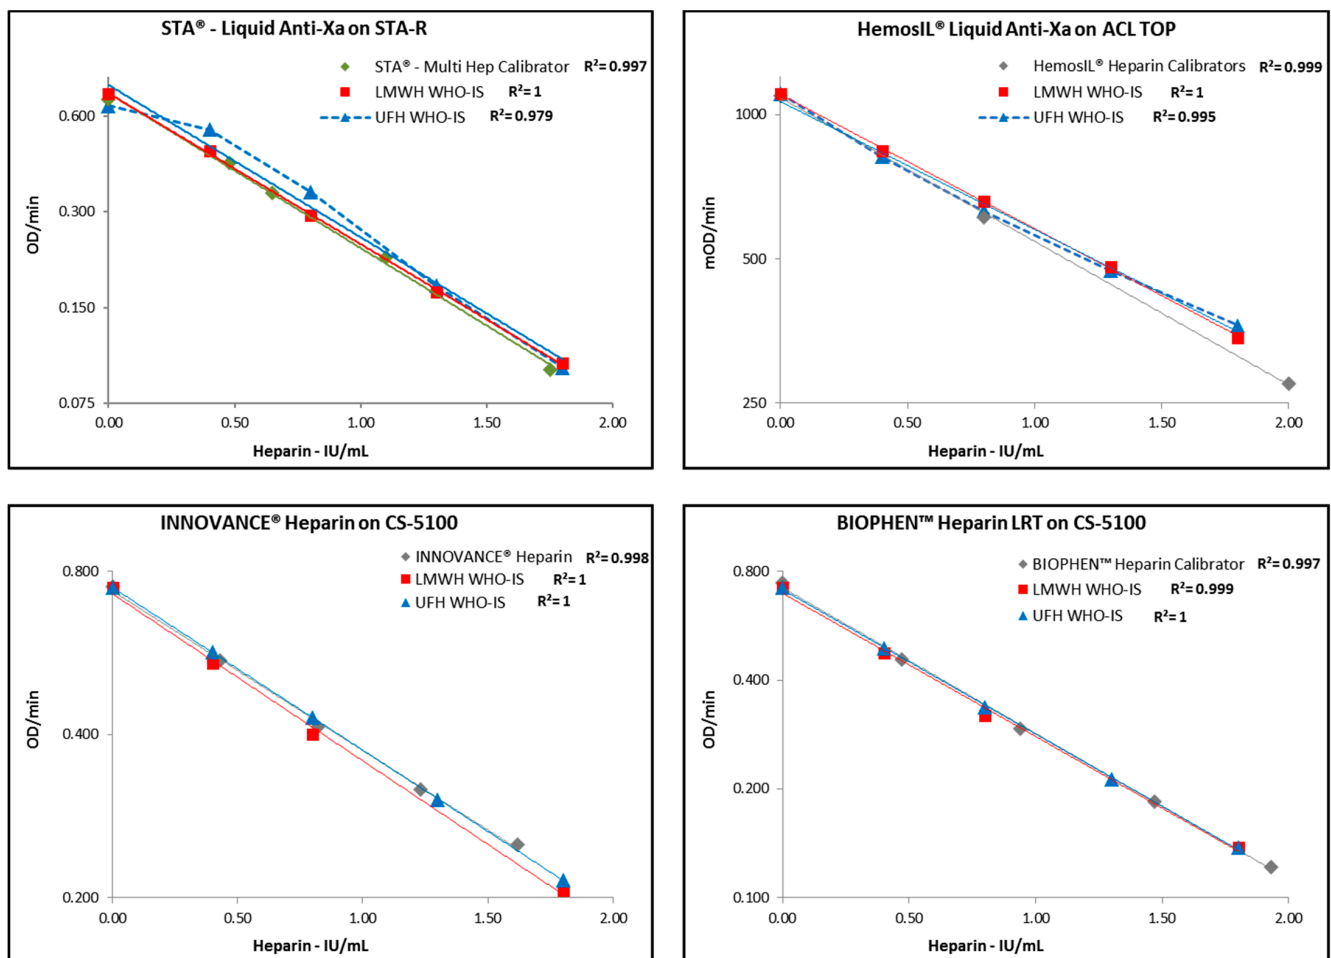 STA® - Liquid Anti-Xa on STA-R
STA® - Multi Hep Calibrator R²= 0.997
LMWH WHO-IS R²= 1
UFH WHO-IS R²= 0.979
0.600
0.300
0.150
0.075
OD/min
0.00 0.50 1.00 1.50 2.00
Heparin - IU/mL
HemosIL® Liquid Anti-Xa on ACL TOP
HemosIL® Heparin Calibrators R²= 0.999
LMWH WHO-IS R²= 1
UFH WHO-IS R²= 0.995
1000
500
250
mOD/min
0.00 0.50 1.00 1.50 2.00
Heparin - IU/mL
INNOVANCE® Heparin on CS-5100
INNOVANCE® Heparin R²= 0.998
LMWH WHO-IS R²= 1
UFH WHO-IS R²= 1
0.800
0.400
0.200
OD/min
0.00 0.50 1.00 1.50 2.00
Heparin - IU/mL
BIOPHEN™ Heparin LRT on CS-5100
BIOPHEN™ Heparin Calibrator R²= 0.997
LMWH WHO-IS R²= 0.999
UFH WHO-IS R²= 1
0.800
0.400
0.200
0.100
OD/min
0.00 0.50 1.00 1.50 2.00
Heparin - IU/mL